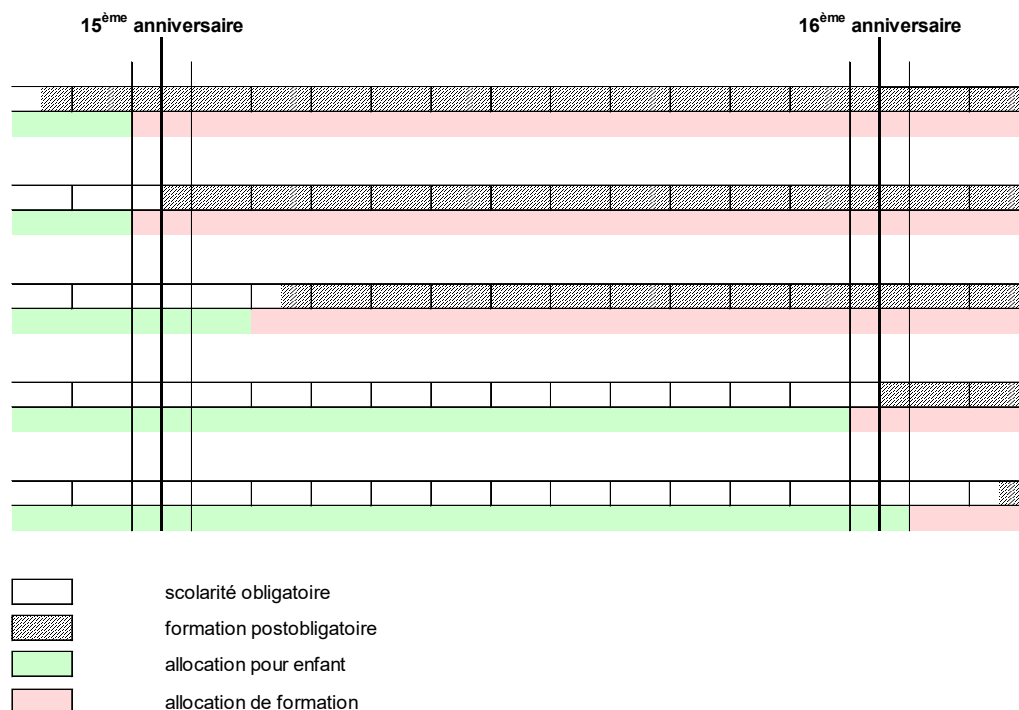 15ème anniversaire
16ème anniversaire
scolarité obligatoire
formation postobligatoire
allocation pour enfant
allocation de formation